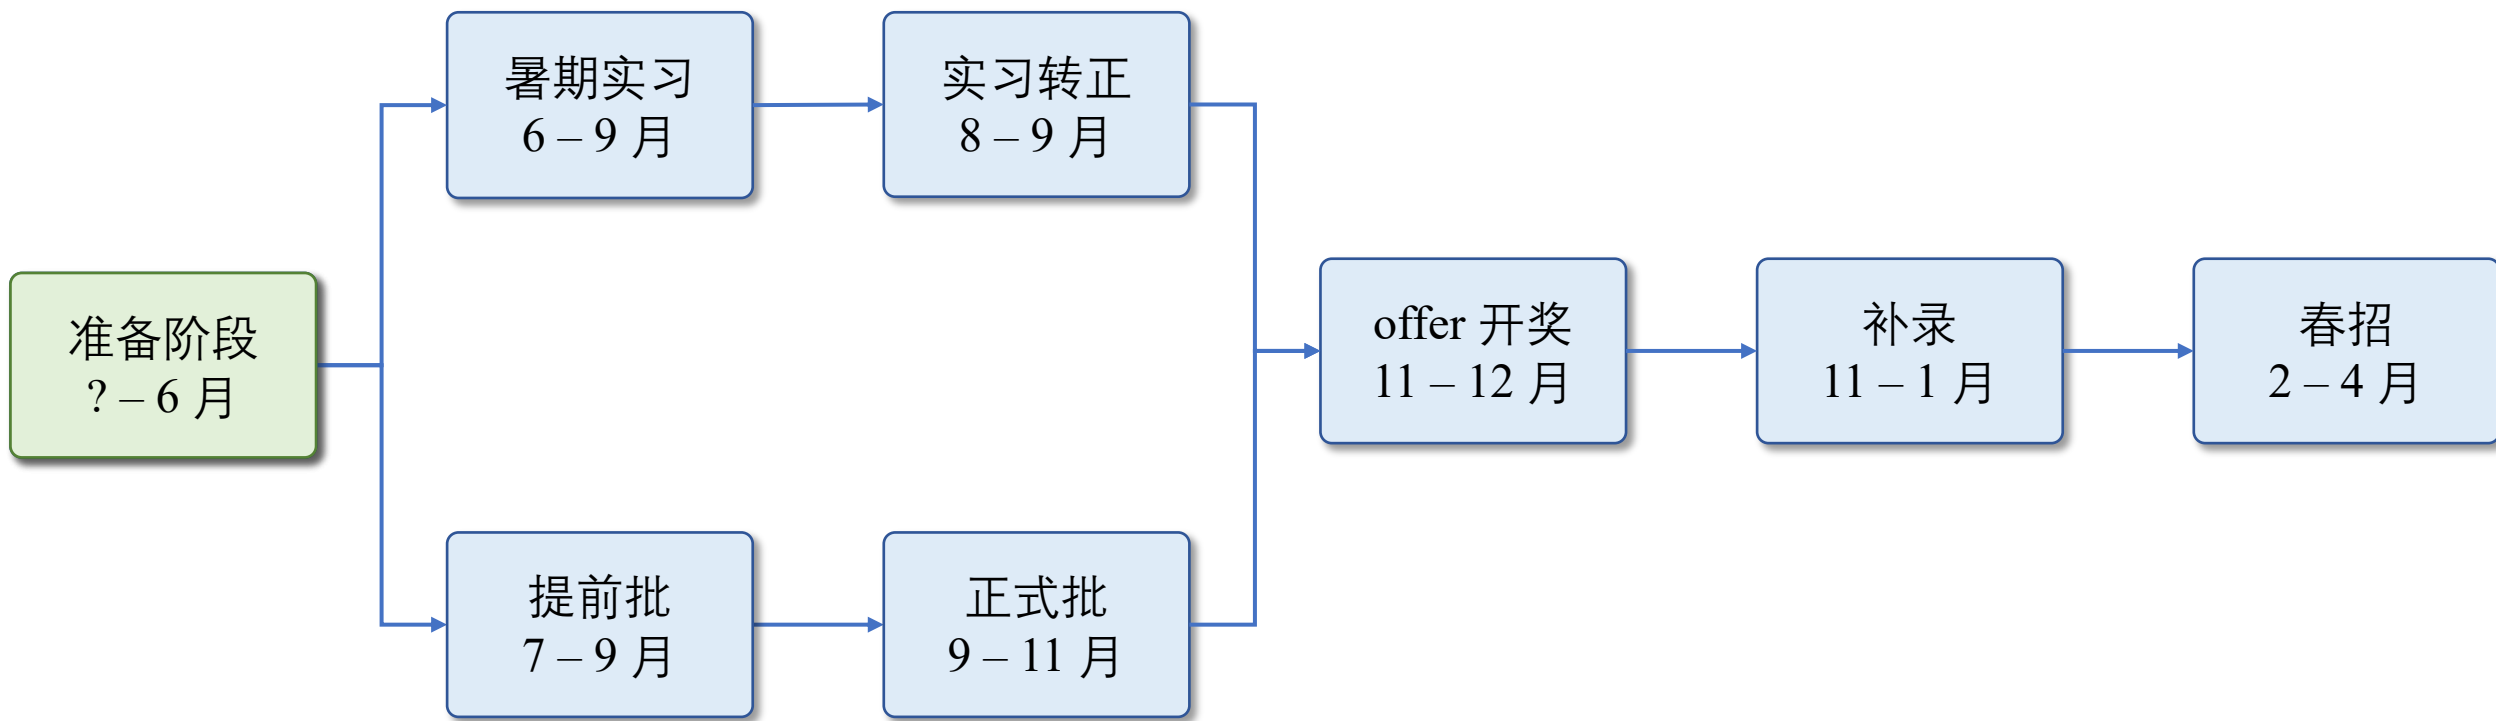 暑期实习
6 – 9 月
实习转正
8 – 9 月
准备阶段
? – 6 月
offer 开奖
11 – 12 月
补录
11 – 1 月
春招
2 – 4 月
提前批
7 – 9 月
正式批
9 – 11 月